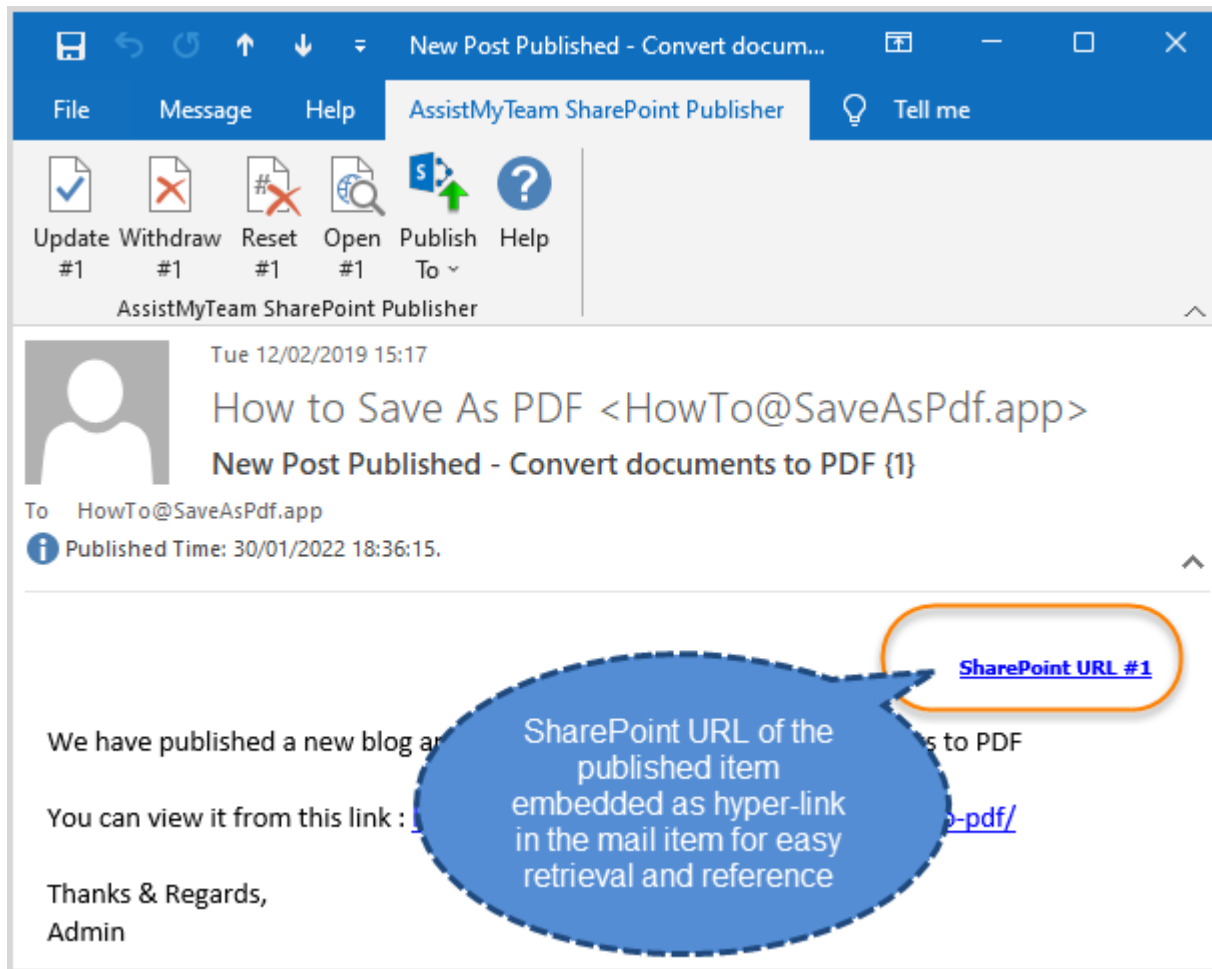 New Post Published - Convert docum...
File Message Help AssistMyTeam SharePoint Publisher Tell me
Update #1 Withdraw #1 Reset #1 Open #1 Publish To Help
AssistMyTeam SharePoint Publisher
Tue 12/02/2019 15:17
How to Save As PDF <HowTo@SaveAsPdf.app>
New Post Published - Convert documents to PDF {1}
To HowTo@SaveAsPdf.app
Published Time: 30/01/2022 18:36:15.
SharePoint URL #1
SharePoint URL of the
published item
embedded as hyper-link
in the mail item for easy
retrieval and reference
We have published a new blog to PDF
You can view it from this link : -pdf/
Thanks & Regards,
Admin